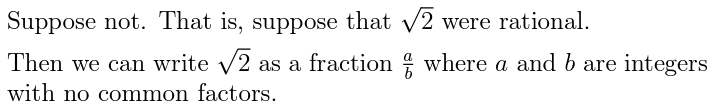 Suppose not. That is, suppose that √2 were rational.
Then we can write √2 as a fraction a/b where a and b are integers
with no common factors.